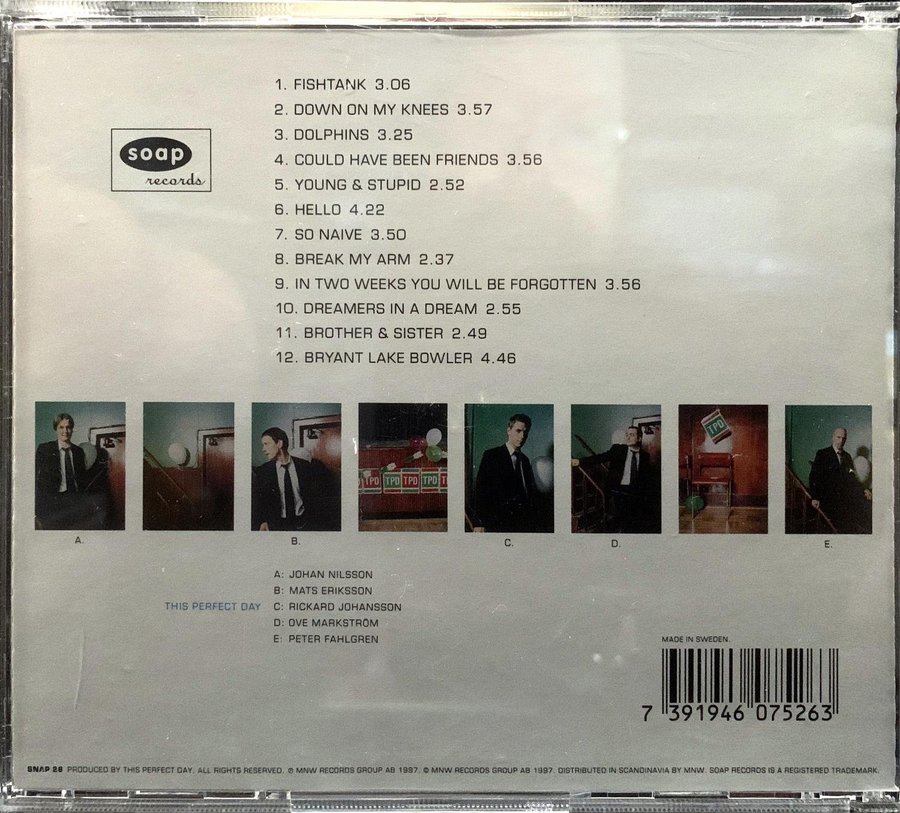 soap
records
1. FISHTANK 3.06
2. DOWN ON MY KNEES 3.57
3. DOLPHINS 3.25
4. COULD HAVE BEEN FRIENDS 3.56
5. YOUNG & STUPID 2.52
6. HELLO 4.22
7. SO NAIVE 3.50
8. BREAK MY ARM 2.37
9. IN TWO WEEKS YOU WILL BE FORGOTTEN 3.56
10. DREAMERS IN A DREAM 2.55
11. BROTHER & SISTER 2.49
12. BRYANT LAKE BOWLER 4.46
TPD TPD TPD TPD
TPD
A. B. C. D. E.
A: JOHAN NILSSON
B: MATS ERIKSSON
THIS PERFECT DAY C: RICKARD JOHANSSON
D: OVE MARKSTRÖM
E: PETER FAHLGREN
MADE IN SWEDEN.
7 391946 075263
SNAP 26 PRODUCED BY THIS PERFECT DAY. ALL RIGHTS RESERVED. ℗ MNW RECORDS GROUP AB 1997. © MNW RECORDS GROUP AB 1997. DISTRIBUTED IN SCANDINAVIA BY MNW. SOAP RECORDS IS A REGISTERED TRADEMARK.